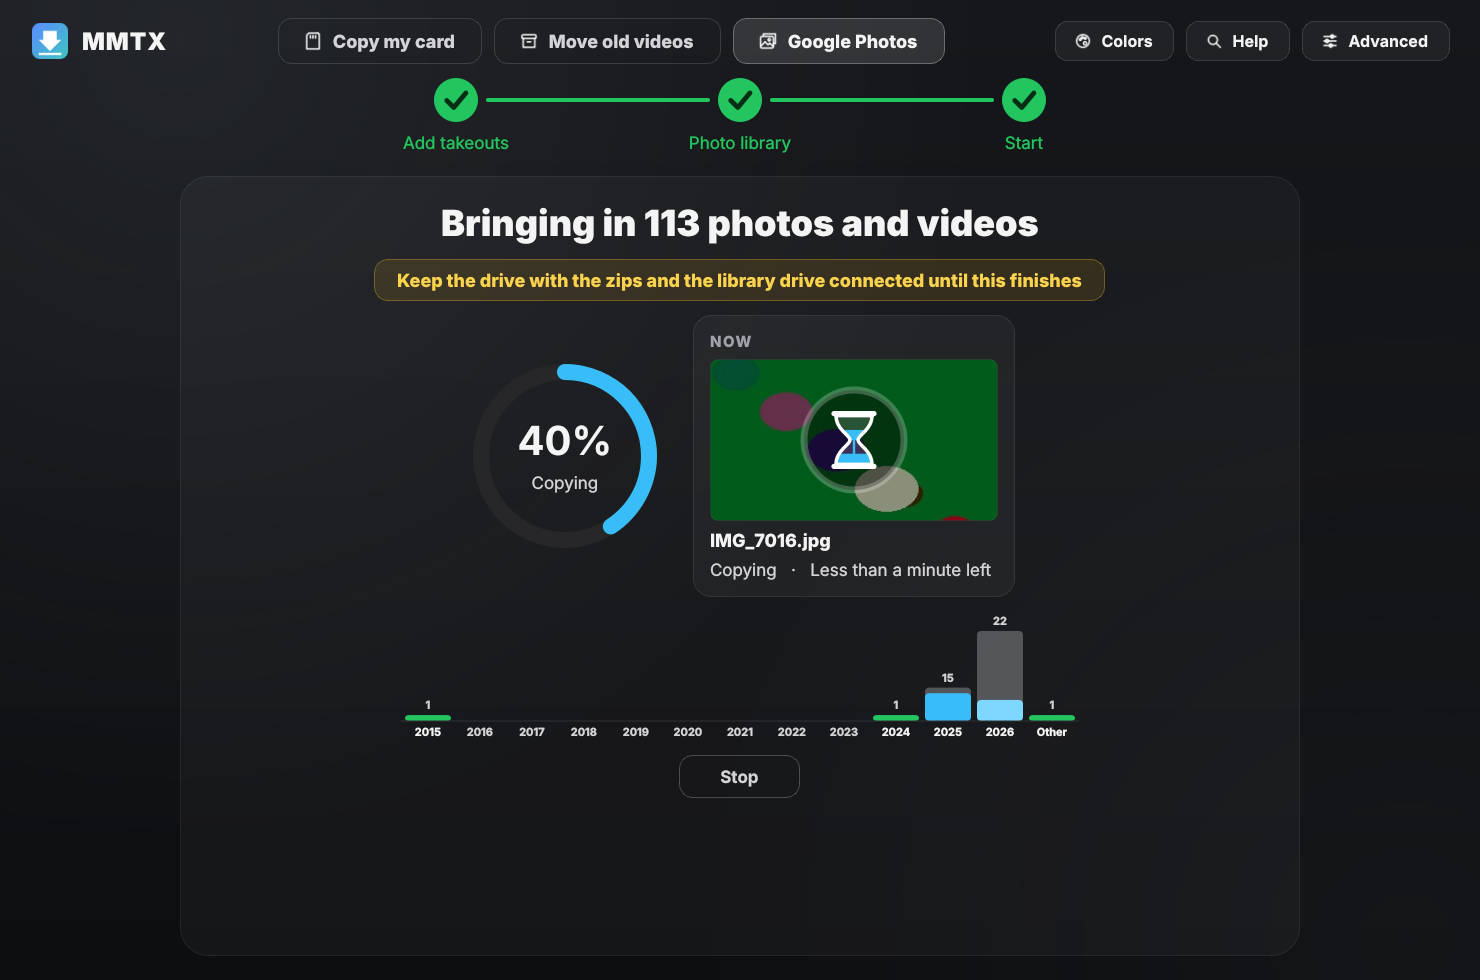 MMTX
Copy my card
Move old videos
Google Photos
Colors
Help
Advanced
Add takeouts
Photo library
Start
Bringing in 113 photos and videos
Keep the drive with the zips and the library drive connected until this finishes
40%
Copying
NOW
IMG_7016.jpg
Copying · Less than a minute left
1
1
15
22
1
2015 2016 2017 2018 2019 2020 2021 2022 2023 2024 2025 2026 Other
Stop